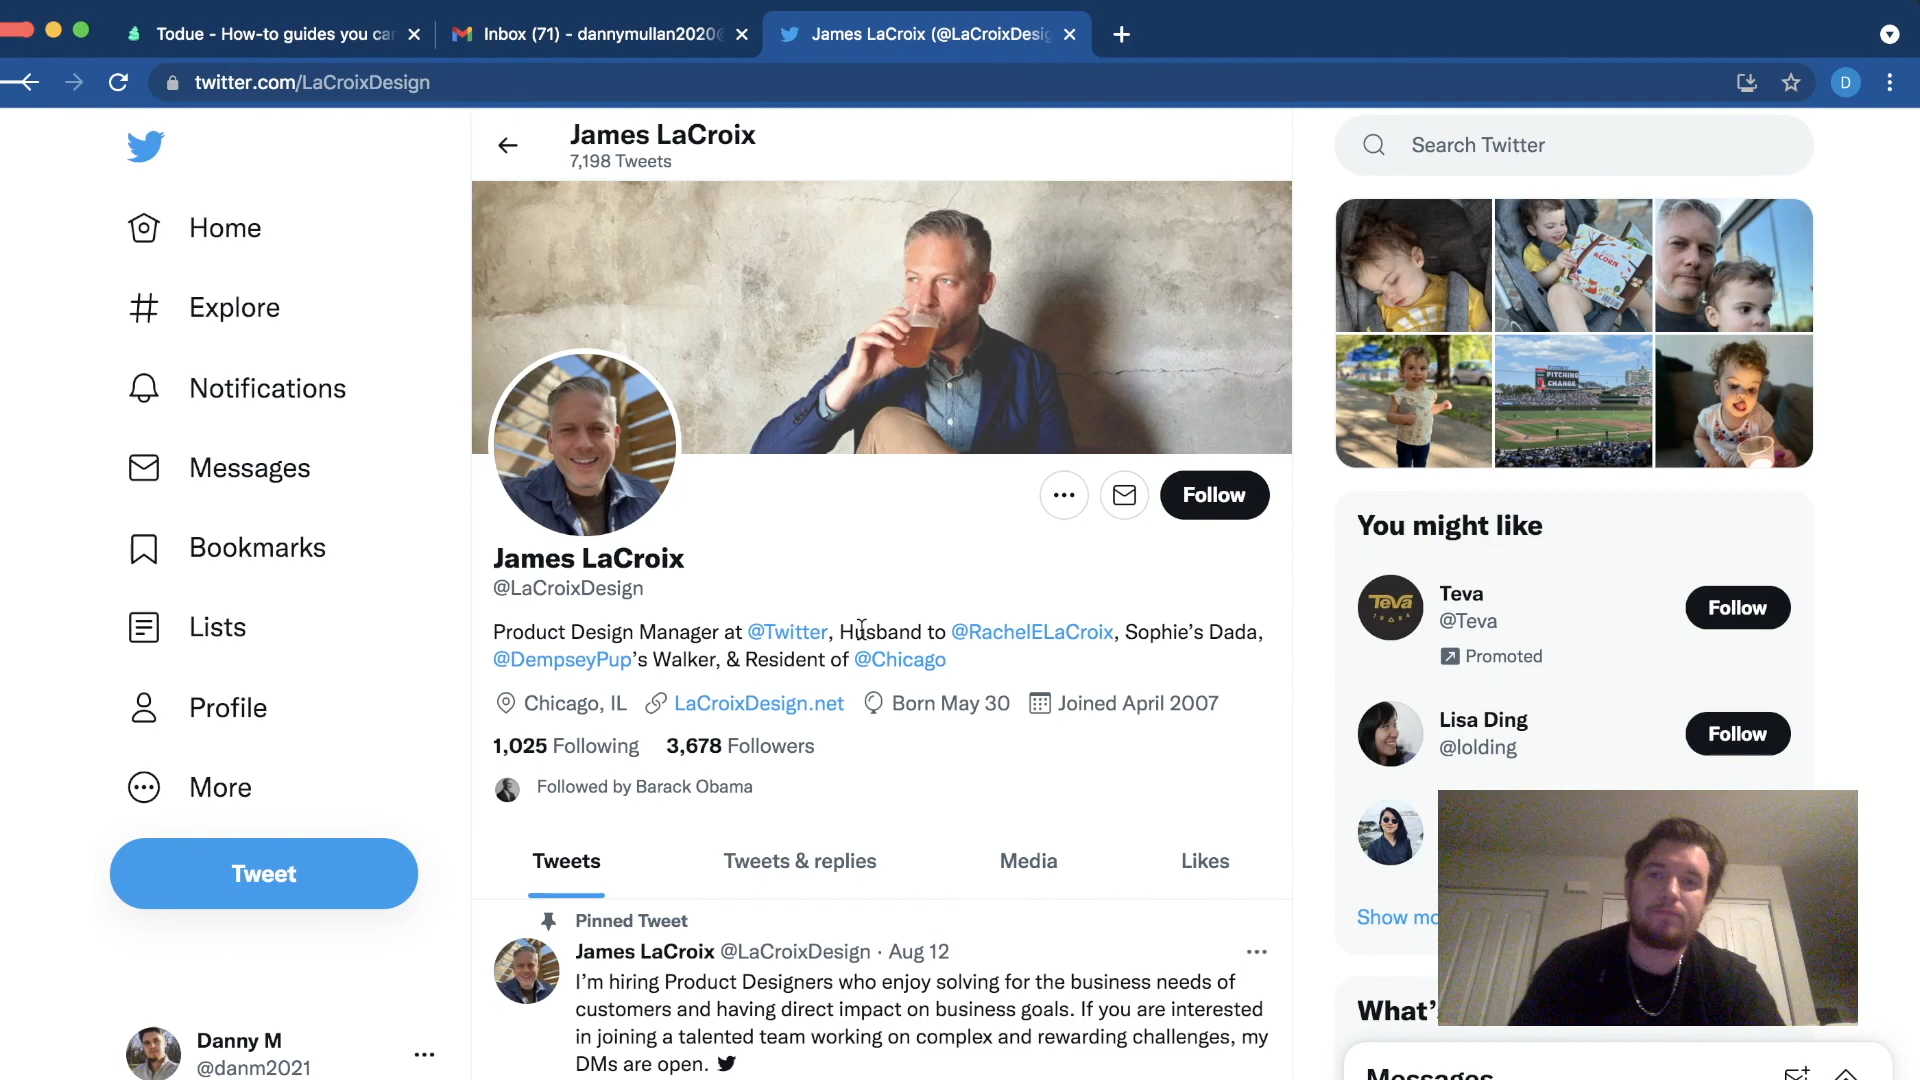 Todue - How-to guides you car
Inbox (71) - dannymullan2020@
James LaCroix (@LaCroixDesig
twitter.com/LaCroixDesign
D
James LaCroix
7,198 Tweets
Search Twitter
Home
Explore
Notifications
Messages
Bookmarks
Lists
Profile
More
Tweet
Danny M
@danm2021
ACORN
PITCHING
CHANGE
Follow
James LaCroix
@LaCroixDesign
Product Design Manager at @Twitter, Husband to @RachelELaCroix, Sophie's Dada,
@DempseyPup's Walker, & Resident of @Chicago
Chicago, IL LaCroixDesign.net Born May 30 Joined April 2007
1,025 Following 3,678 Followers
Followed by Barack Obama
Tweets Tweets & replies Media Likes
Pinned Tweet
James LaCroix @LaCroixDesign · Aug 12
I'm hiring Product Designers who enjoy solving for the business needs of
customers and having direct impact on business goals. If you are interested
in joining a talented team working on complex and rewarding challenges, my
DMs are open.
You might like
Teva
Teva
@Teva
Promoted
Follow
Lisa Ding
@lolding
Follow
Show mo
What's
Messages